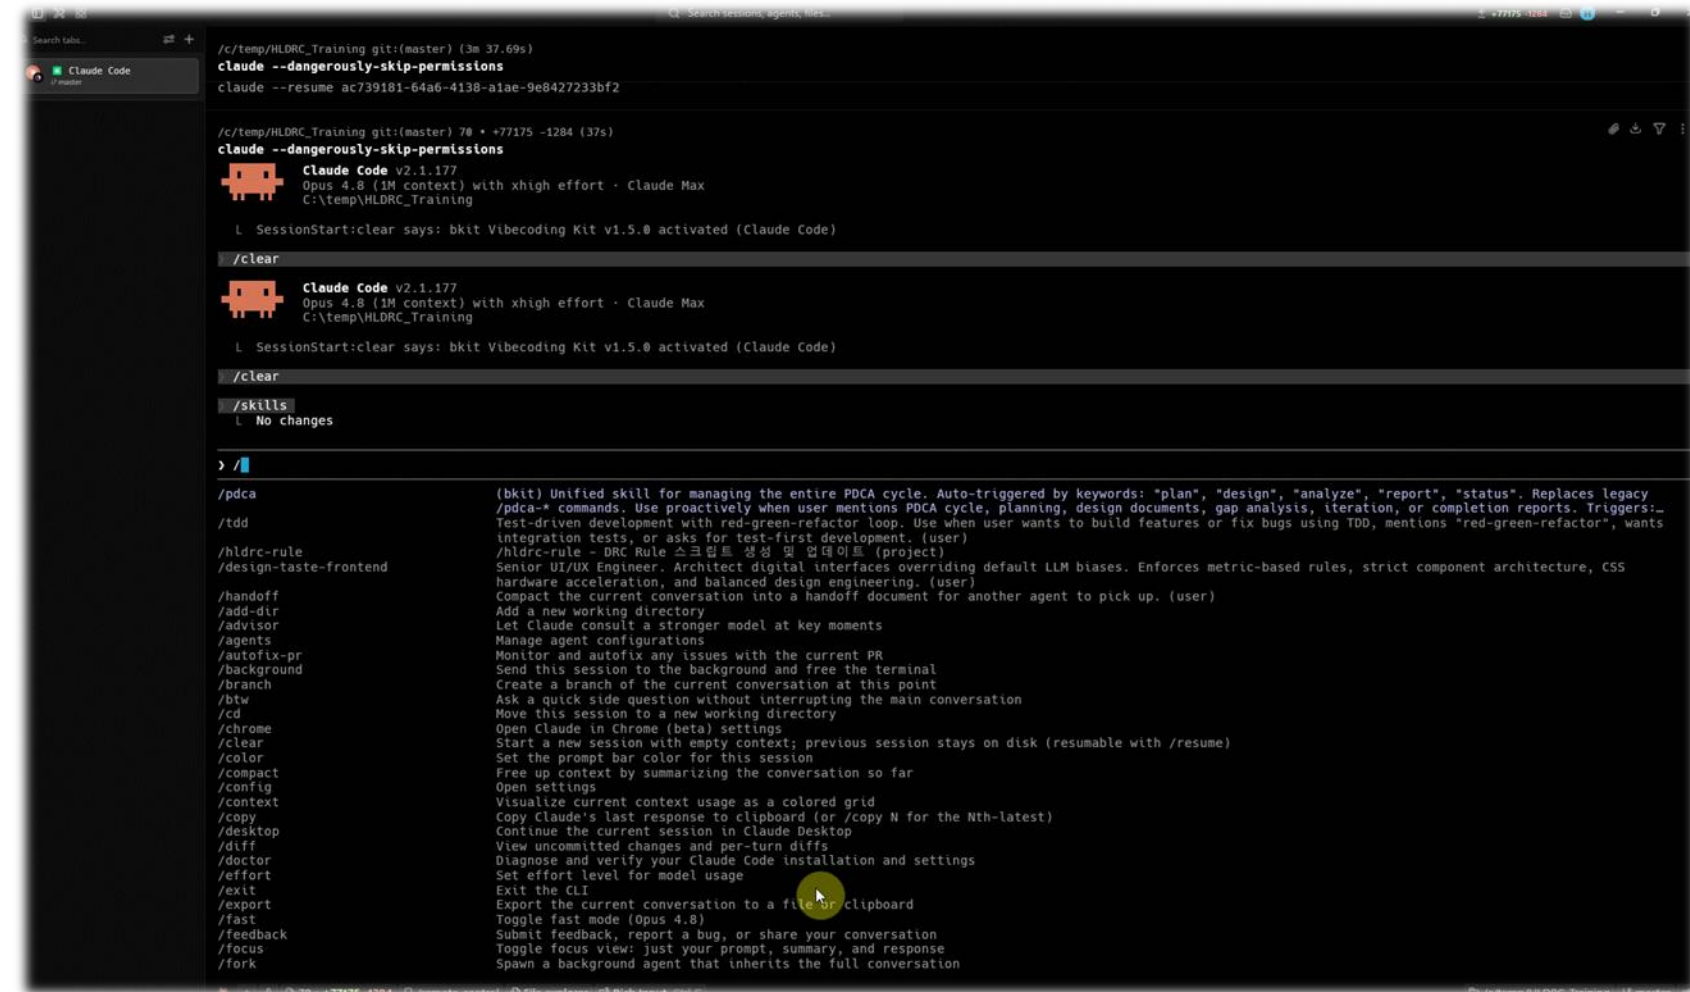 Search sessions, agents, files...
+77175 -1284
Search tabs...
Claude Code
master
/c/temp/HLDRC_Training git:(master) (3m 37.69s)
claude --dangerously-skip-permissions
claude --resume ac739181-64a6-4138-a1ae-9e8427233bf2
/c/temp/HLDRC_Training git:(master) 70 • +77175 -1284 (37s)
claude --dangerously-skip-permissions
Claude Code v2.1.177
Opus 4.8 (1M context) with xhigh effort · Claude Max
C:\temp\HLDRC_Training
SessionStart:clear says: bkit Vibecoding Kit v1.5.0 activated (Claude Code)
❯ /clear
Claude Code v2.1.177
Opus 4.8 (1M context) with xhigh effort · Claude Max
C:\temp\HLDRC_Training
SessionStart:clear says: bkit Vibecoding Kit v1.5.0 activated (Claude Code)
❯ /clear
❯ /skills
No changes
❯ /
/pdca (bkit) Unified skill for managing the entire PDCA cycle. Auto-triggered by keywords: "plan", "design", "analyze", "report", "status". Replaces legacy
/pdca-* commands. Use proactively when user mentions PDCA cycle, planning, design documents, gap analysis, iteration, or completion reports. Triggers:…
/tdd Test-driven development with red-green-refactor loop. Use when user wants to build features or fix bugs using TDD, mentions "red-green-refactor", wants
integration tests, or asks for test-first development. (user)
/hldrc-rule /hldrc-rule - DRC Rule 스크립트 생성 및 업데이트 (project)
/design-taste-frontend Senior UI/UX Engineer. Architect digital interfaces overriding default LLM biases. Enforces metric-based rules, strict component architecture, CSS
hardware acceleration, and balanced design engineering. (user)
/handoff Compact the current conversation into a handoff document for another agent to pick up. (user)
/add-dir Add a new working directory
/advisor Let Claude consult a stronger model at key moments
/agents Manage agent configurations
/autofix-pr Monitor and autofix any issues with the current PR
/background Send this session to the background and free the terminal
/branch Create a branch of the current conversation at this point
/btw Ask a quick side question without interrupting the main conversation
/cd Move this session to a new working directory
/chrome Open Claude in Chrome (beta) settings
/clear Start a new session with empty context; previous session stays on disk (resumable with /resume)
/color Set the prompt bar color for this session
/compact Free up context by summarizing the conversation so far
/config Open settings
/context Visualize current context usage as a colored grid
/copy Copy Claude's last response to clipboard (or /copy N for the Nth-latest)
/desktop Continue the current session in Claude Desktop
/diff View uncommitted changes and per-turn diffs
/doctor Diagnose and verify your Claude Code installation and settings
/effort Set effort level for model usage
/exit Exit the CLI
/export Export the current conversation to a file or clipboard
/fast Toggle fast mode (Opus 4.8)
/feedback Submit feedback, report a bug, or share your conversation
/focus Toggle focus view: just your prompt, summary, and response
/fork Spawn a background agent that inherits the full conversation